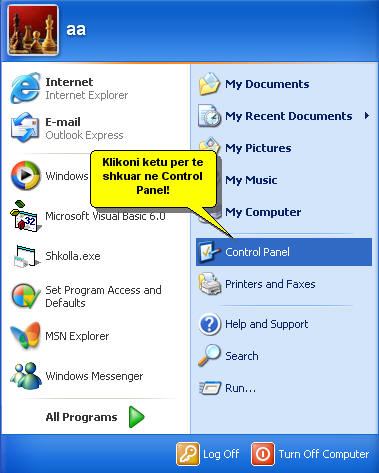 aa
Internet
Internet Explorer
E-mail
Outlook Express
Windows
Microsoft Visual Basic 6.0
Shkolla.exe
Set Program Access and
Defaults
MSN Explorer
Windows Messenger
All Programs
My Documents
My Recent Documents
My Pictures
My Music
My Computer
Klikoni ketu per te
shkuar ne Control
Panel!
Control Panel
Printers and Faxes
Help and Support
Search
Run...
Log Off
Turn Off Computer